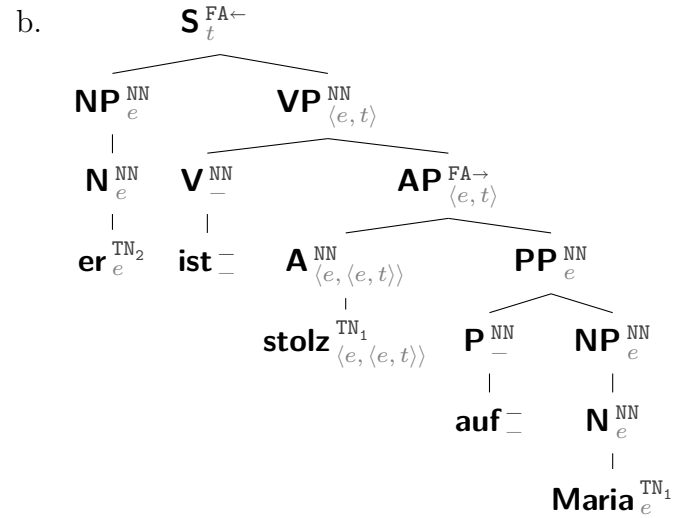 b.
S FA← t
NP NN e VP NN ⟨e, t⟩
N NN e V NN – AP FA→ ⟨e, t⟩
er TN₂ e ist – – A NN ⟨e, ⟨e, t⟩⟩ PP NN e
stolz TN₁ ⟨e, ⟨e, t⟩⟩ P NN – NP NN e
auf – – N NN e
Maria TN₁ e